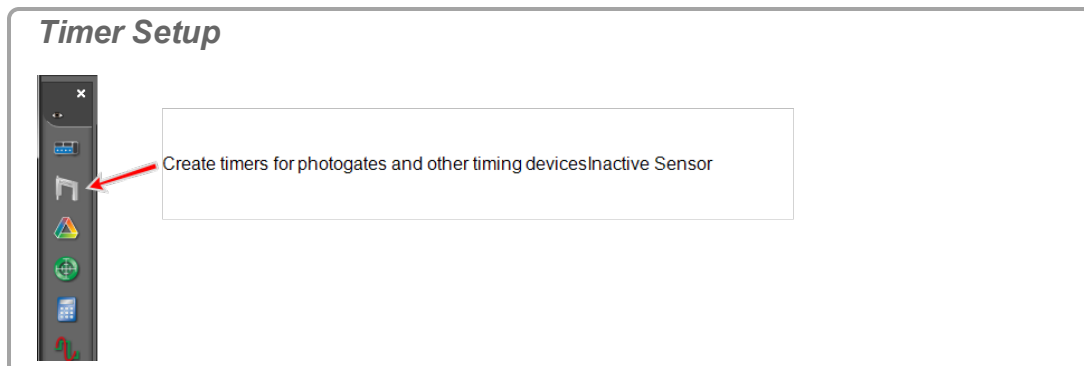 Timer Setup
Create timers for photogates and other timing devicesInactive Sensor